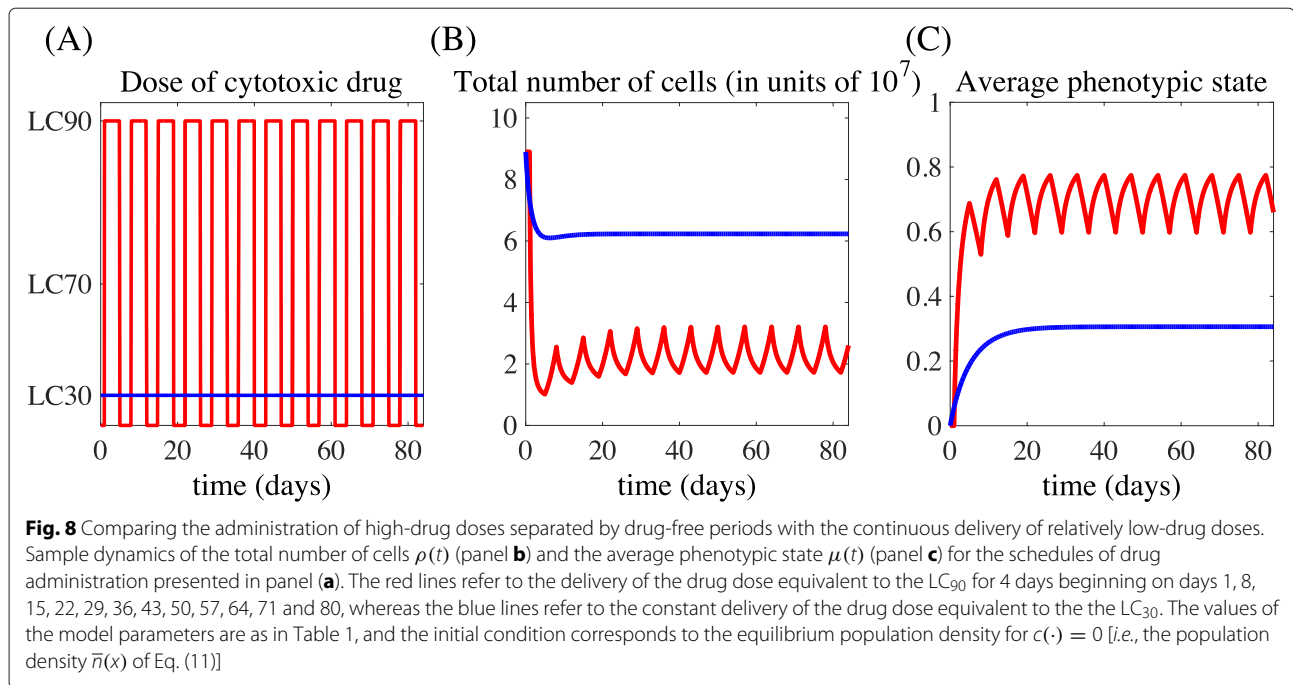 (A)
(B)
(C)
Dose of cytotoxic drug
Total number of cells (in units of 10^7)
Average phenotypic state
LC90
LC70
LC30
0 20 40 60 80
time (days)
10
8
6
4
2
0
0 20 40 60 80
time (days)
1
0.8
0.6
0.4
0.2
0
0 20 40 60 80
time (days)
Fig. 8 Comparing the administration of high-drug doses separated by drug-free periods with the continuous delivery of relatively low-drug doses.
Sample dynamics of the total number of cells ρ(t) (panel b) and the average phenotypic state μ(t) (panel c) for the schedules of drug
administration presented in panel (a). The red lines refer to the delivery of the drug dose equivalent to the LC₉₀ for 4 days beginning on days 1, 8,
15, 22, 29, 36, 43, 50, 57, 64, 71 and 80, whereas the blue lines refer to the constant delivery of the drug dose equivalent to the the LC₃₀. The values of
the model parameters are as in Table 1, and the initial condition corresponds to the equilibrium population density for c(·) = 0 [i.e., the population
density n̅(x) of Eq. (11)]